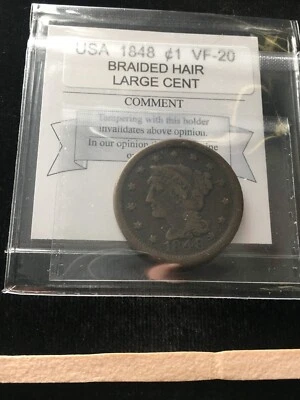 USA 1848 ¢1 VF-20
BRAIDED HAIR
LARGE CENT
COMMENT
Tampering with this holder
invalidates above opinion.
In our opinion
1848